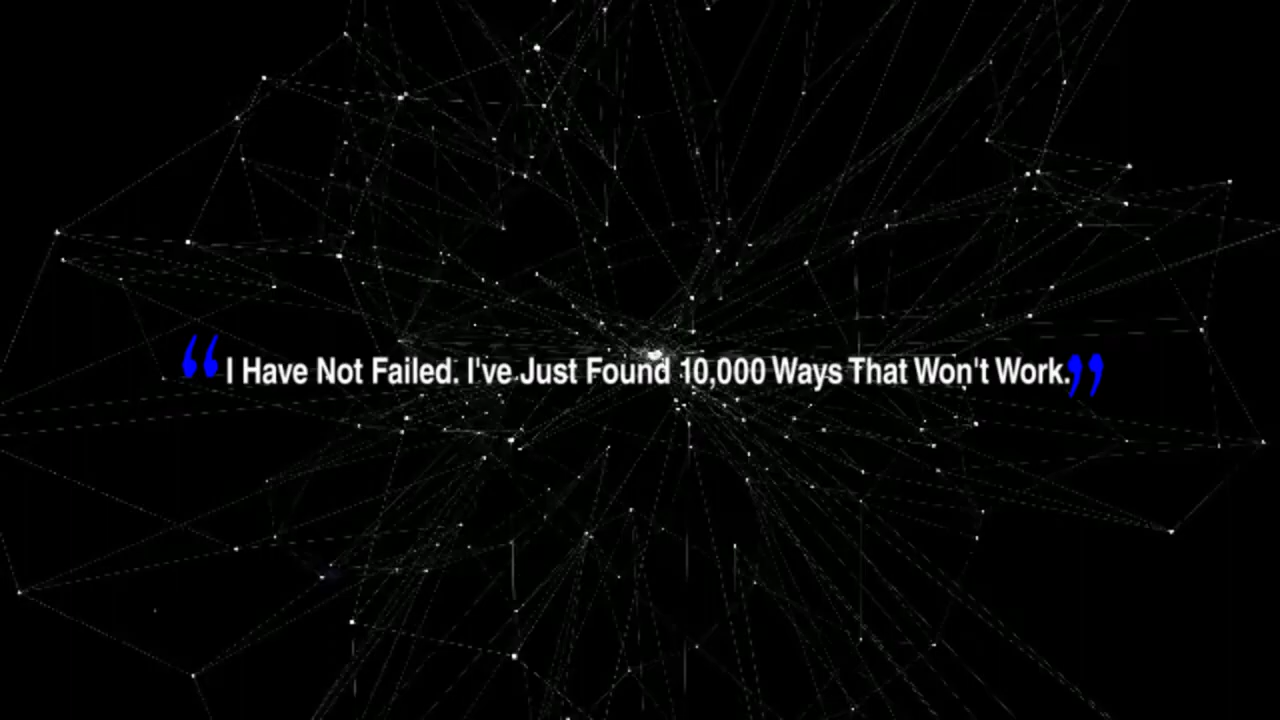 “I Have Not Failed. I've Just Found 10,000 Ways That Won't Work.”